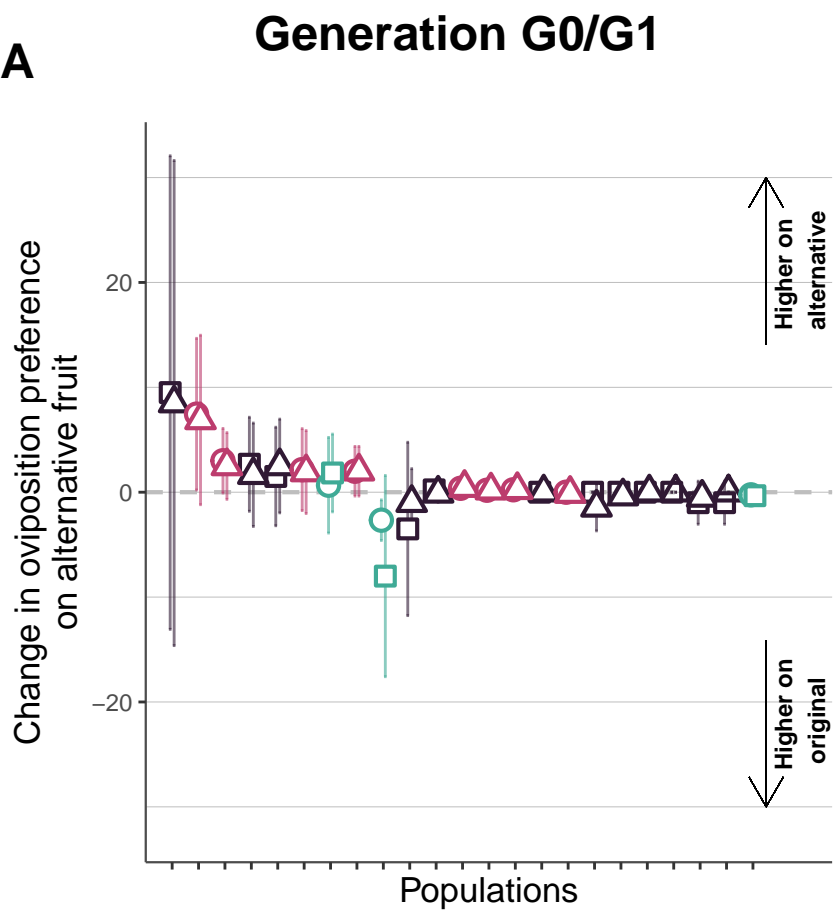 Generation G0/G1
A
Change in oviposition preference
on alternative fruit
20
0
−20
Higher on
alternative
Higher on
original
Populations